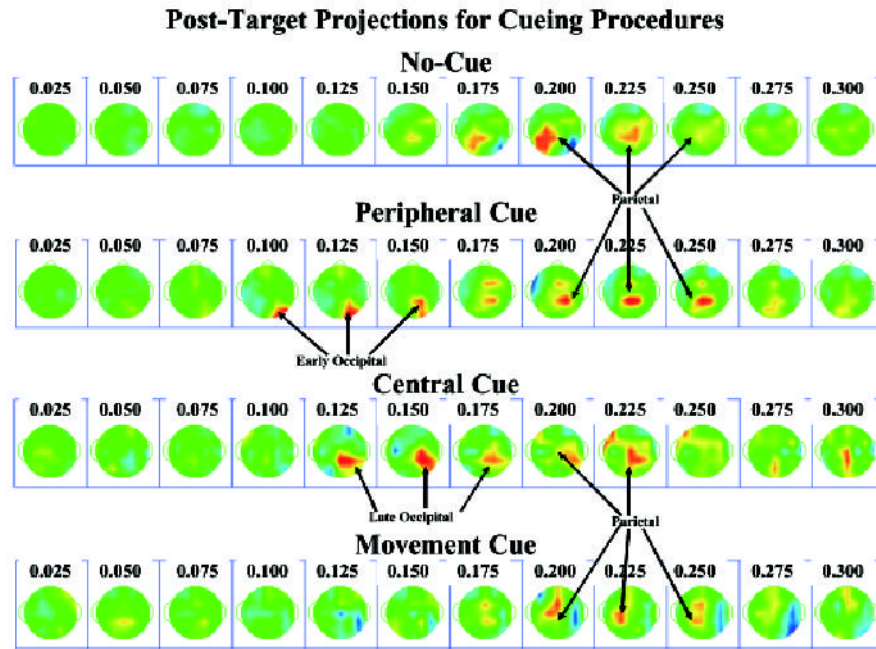 Post-Target Projections for Cueing Procedures
No-Cue
0.025 0.050 0.075 0.100 0.125 0.150 0.175 0.200 0.225 0.250 0.275 0.300
Parietal
Peripheral Cue
0.025 0.050 0.075 0.100 0.125 0.150 0.175 0.200 0.225 0.250 0.275 0.300
Early Occipital
Central Cue
0.025 0.050 0.075 0.100 0.125 0.150 0.175 0.200 0.225 0.250 0.275 0.300
Late Occipital
Parietal
Movement Cue
0.025 0.050 0.075 0.100 0.125 0.150 0.175 0.200 0.225 0.250 0.275 0.300